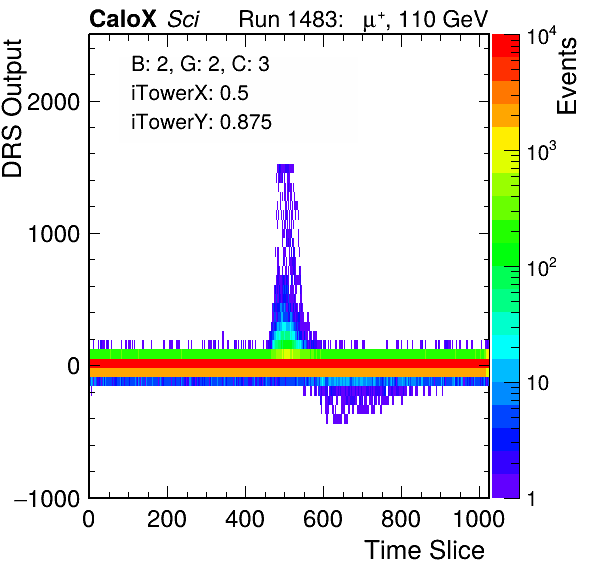 CaloX Sci Run 1483: μ⁺, 110 GeV
B: 2, G: 2, C: 3
iTowerX: 0.5
iTowerY: 0.875
DRS Output
2000
1000
0
−1000
0 200 400 600 800 1000
Time Slice
Events
10⁴
10³
10²
10
1